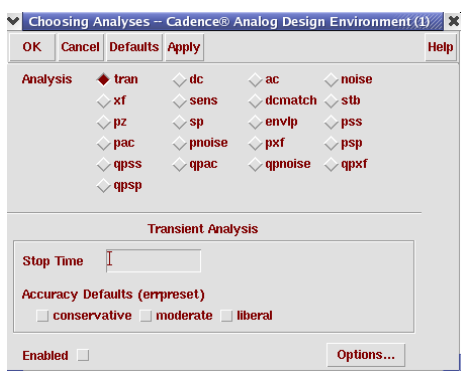 Choosing Analyses -- Cadence® Analog Design Environment (1)
OK Cancel Defaults Apply Help
Analysis tran dc ac noise
xf sens dcmatch stb
pz sp envlp pss
pac pnoise pxf psp
qpss qpac qpnoise qpxf
qpsp
Transient Analysis
Stop Time
Accuracy Defaults (errpreset)
conservative moderate liberal
Enabled Options...